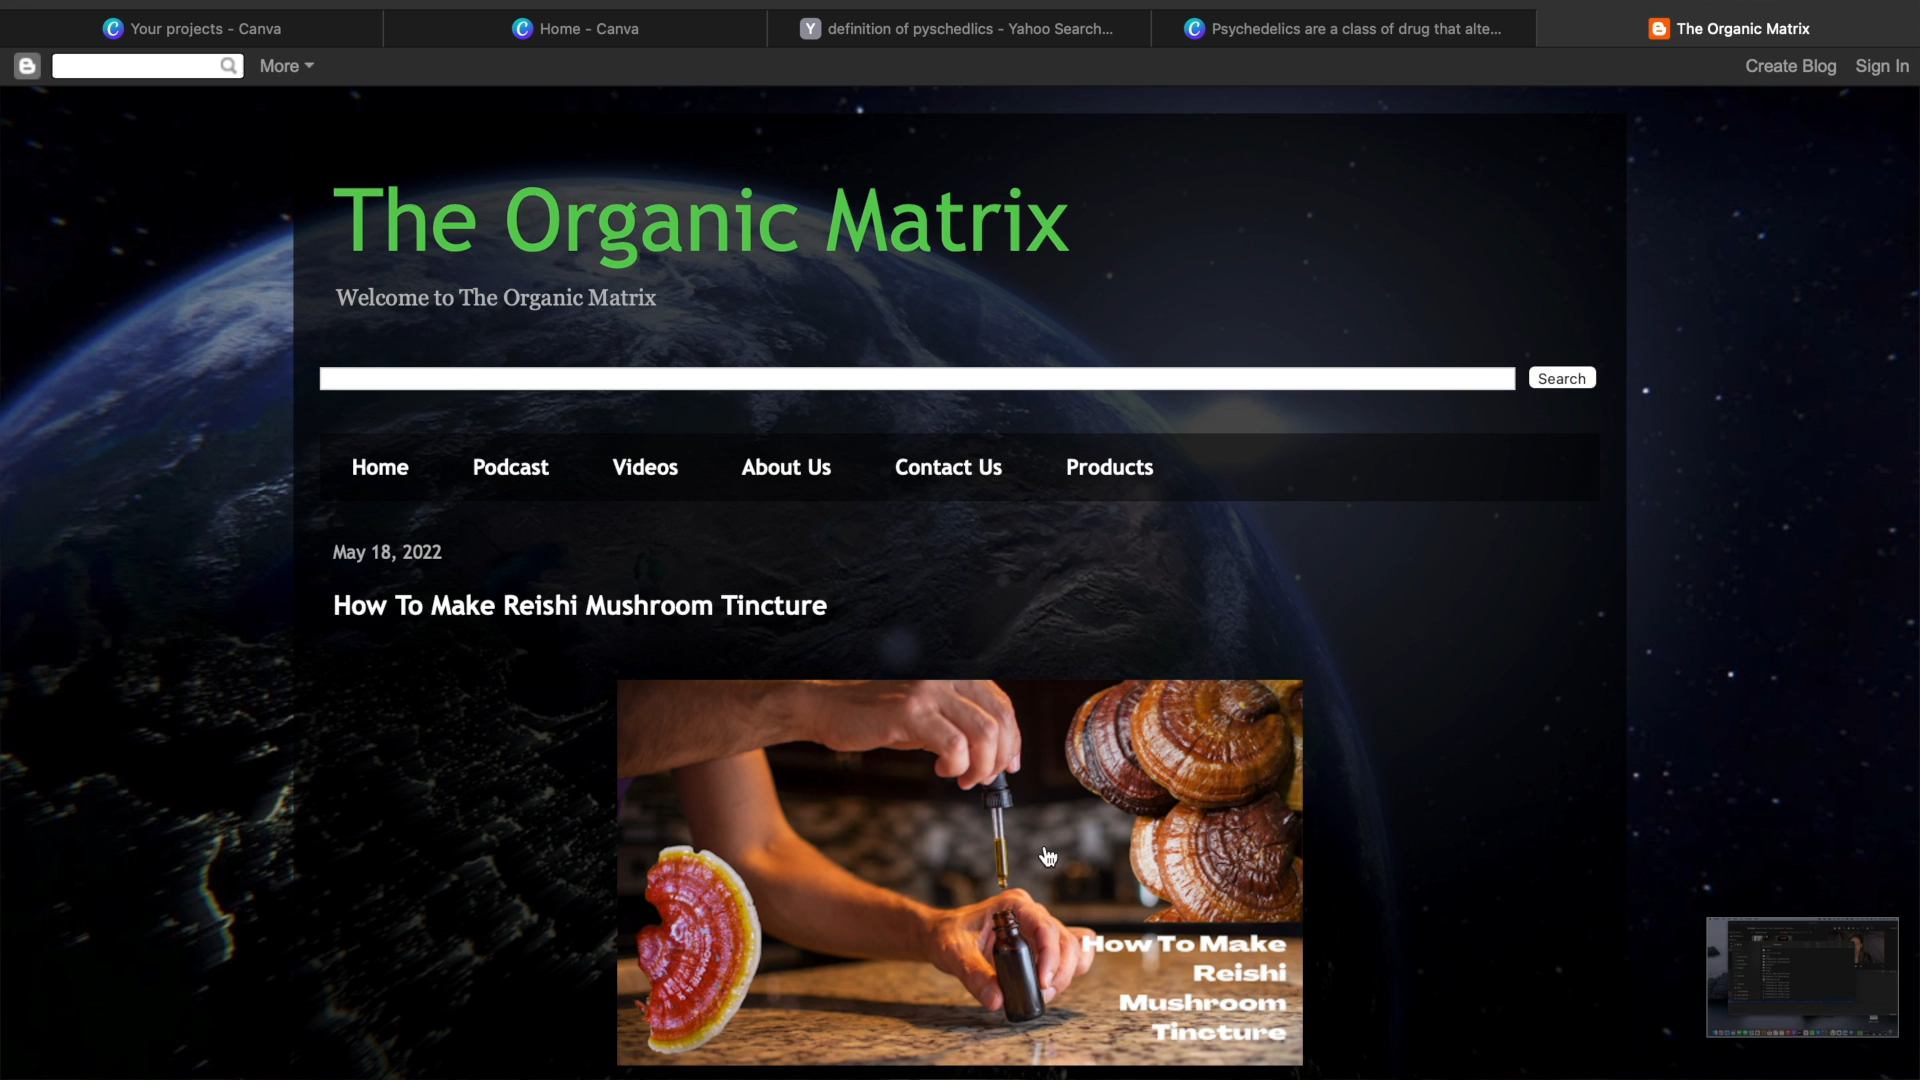 Your projects - Canva
Home - Canva
definition of pyschedlics - Yahoo Search...
Psychedelics are a class of drug that alte...
The Organic Matrix
More
Create Blog
Sign In
The Organic Matrix
Welcome to The Organic Matrix
Search
Home
Podcast
Videos
About Us
Contact Us
Products
May 18, 2022
How To Make Reishi Mushroom Tincture
How To Make
Reishi
Mushroom
Tincture